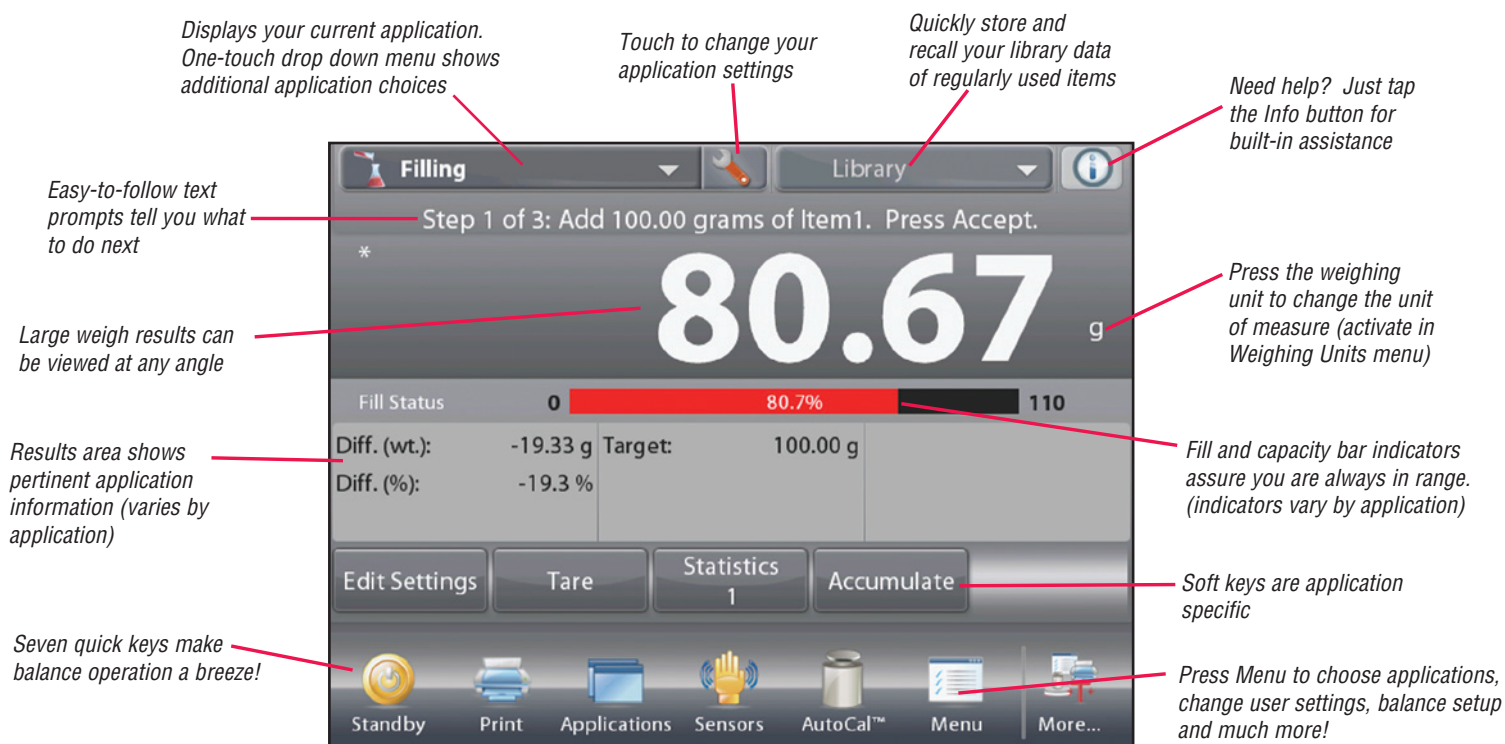 Displays your current application.
One-touch drop down menu shows
additional application choices
Touch to change your
application settings
Quickly store and
recall your library data
of regularly used items
Need help?  Just tap
the Info button for
built-in assistance
Easy-to-follow text
prompts tell you what
to do next
Large weigh results can
be viewed at any angle
Results area shows
pertinent application
information (varies by
application)
Seven quick keys make
balance operation a breeze!
Filling
Library
Step 1 of 3: Add 100.00 grams of Item1.  Press Accept.
*
80.67
g
Fill Status
0
80.7%
110
Diff. (wt.): -19.33 g
Diff. (%): -19.3 %
Target: 100.00 g
Edit Settings
Tare
Statistics
1
Accumulate
Standby
Print
Applications
Sensors
AutoCal™
Menu
More...
Press the weighing
unit to change the unit
of measure (activate in
Weighing Units menu)
Fill and capacity bar indicators
assure you are always in range.
(indicators vary by application)
Soft keys are application
specific
Press Menu to choose applications,
change user settings, balance setup
and much more!